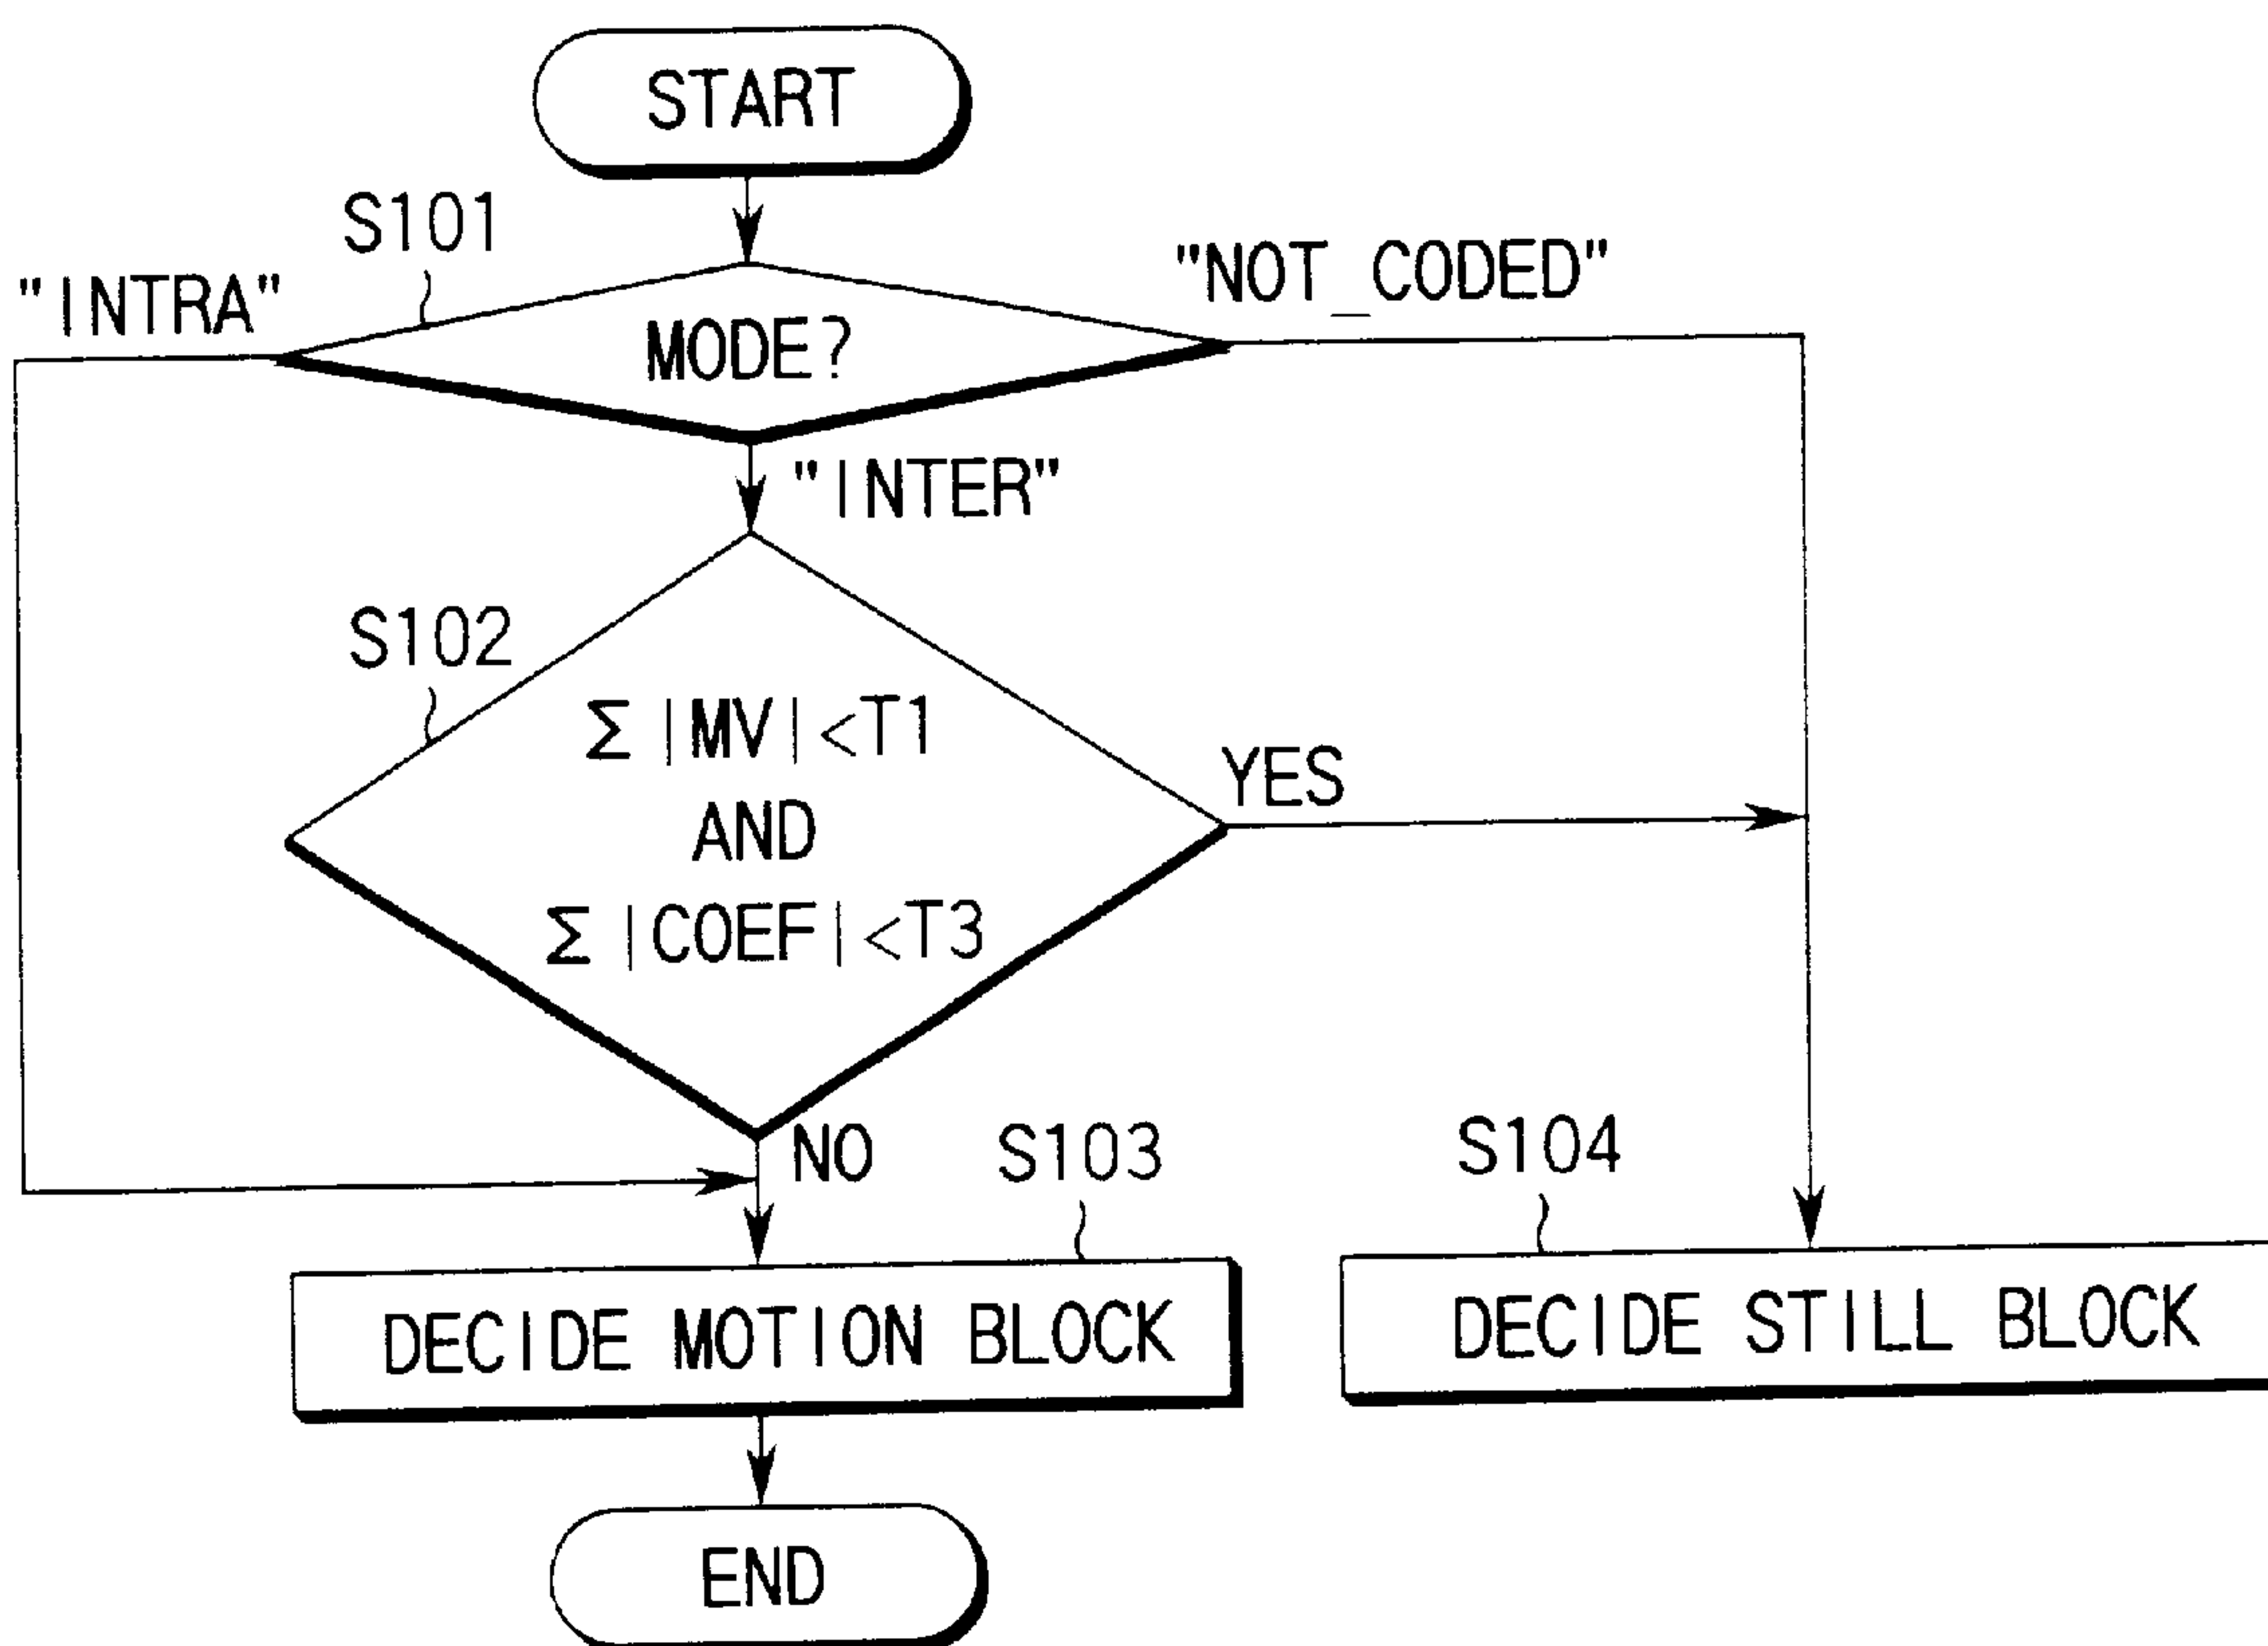 START
S101
"INTRA"
MODE?
"NOT_CODED"
"INTER"
S102
Σ|MV|<T1
AND
Σ|COEF|<T3
YES
NO
S103
S104
DECIDE MOTION BLOCK
DECIDE STILL BLOCK
END